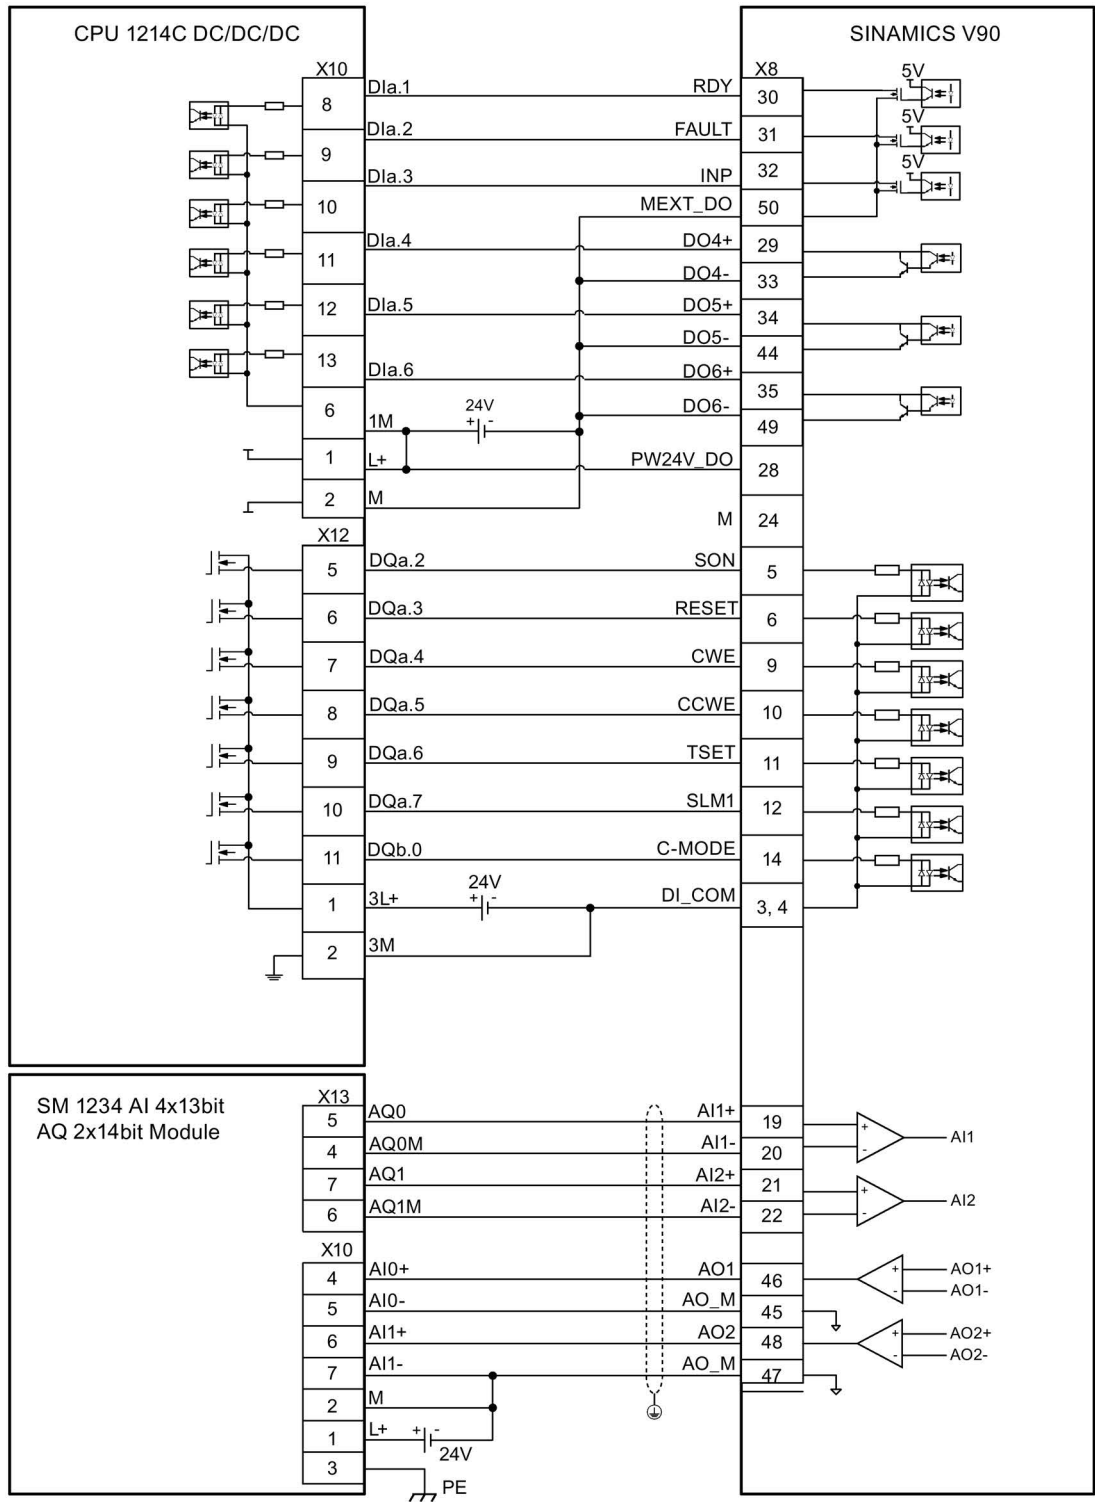 CPU 1214C DC/DC/DC
SINAMICS V90
X10
X8
DIa.1
RDY
5V
8
30
DIa.2
FAULT
5V
9
31
DIa.3
INP
5V
10
32
MEXT_DO
50
DIa.4
DO4+
11
29
DO4-
33
DIa.5
DO5+
12
34
DO5-
44
13
DIa.6
DO6+
35
6
24V
DO6-
1M
+ -
49
1
L+
PW24V_DO
28
2
M
M
24
X12
5
DQa.2
SON
5
6
DQa.3
RESET
6
7
DQa.4
CWE
9
8
DQa.5
CCWE
10
9
DQa.6
TSET
11
10
DQa.7
SLM1
12
11
DQb.0
C-MODE
14
24V
1
3L+
+ -
DI_COM
3, 4
2
3M
SM 1234 AI 4x13bit
AQ 2x14bit Module
X13
5
AQ0
AI1+
19
+
-
AI1
4
AQ0M
AI1-
20
7
AQ1
AI2+
21
+
-
AI2
6
AQ1M
AI2-
22
X10
4
AI0+
AO1
46
+
-
AO1+
AO1-
5
AI0-
AO_M
45
6
AI1+
AO2
48
+
-
AO2+
AO2-
7
AI1-
AO_M
47
2
M
1
L+
+ -
24V
3
PE